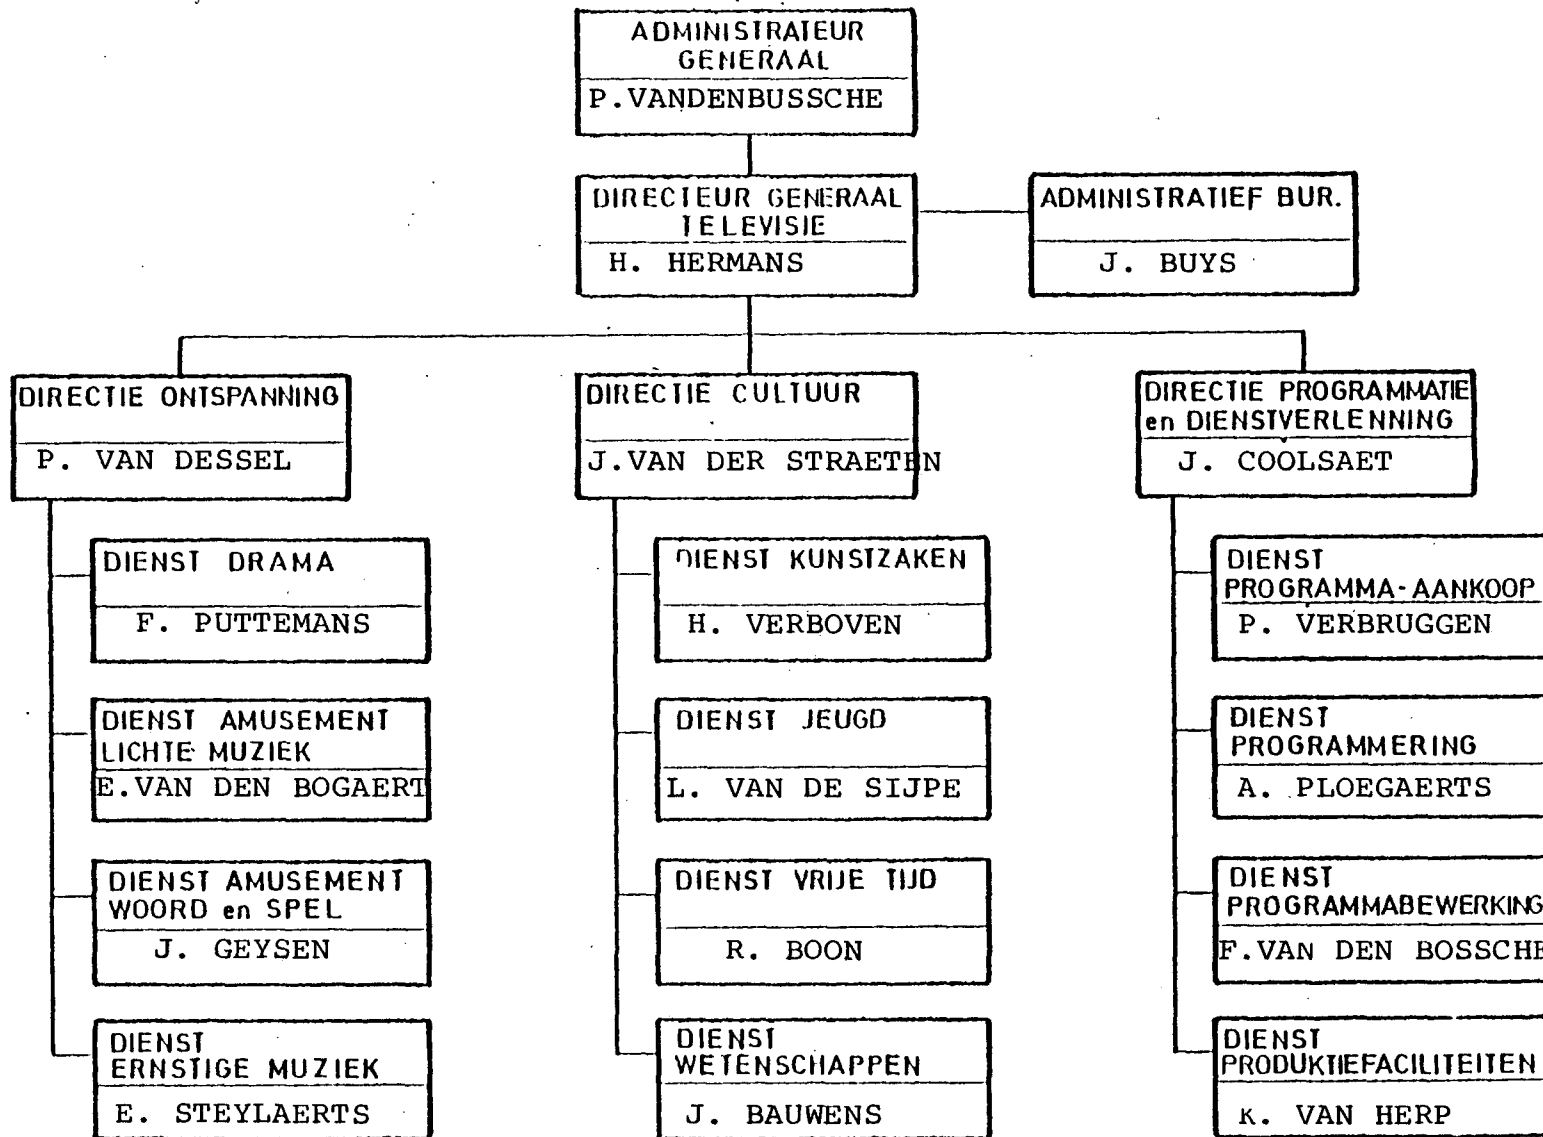 ADMINISTRATEUR
GENERAAL
P.VANDENBUSSCHE
DIRECTEUR GENERAAL
TELEVISIE
H. HERMANS
ADMINISTRATIEF BUR.
J. BUYS
DIRECTIE ONTSPANNING
P. VAN DESSEL
DIENST DRAMA
F. PUTTEMANS
DIENST AMUSEMENT
LICHTE MUZIEK
E.VAN DEN BOGAERT
DIENST AMUSEMENT
WOORD en SPEL
J. GEYSEN
DIENST
ERNSTIGE MUZIEK
E. STEYLAERTS
DIRECTIE CULTUUR
J.VAN DER STRAETEN
DIENST KUNSTZAKEN
H. VERBOVEN
DIENST JEUGD
L. VAN DE SIJPE
DIENST VRIJE TIJD
R. BOON
DIENST
WETENSCHAPPEN
J. BAUWENS
DIRECTIE PROGRAMMATIE
en DIENSTVERLENNING
J. COOLSAET
DIENST
PROGRAMMA-AANKOOP
P. VERBRUGGEN
DIENST
PROGRAMMERING
A. PLOEGAERTS
DIENST
PROGRAMMABEWERKING
F.VAN DEN BOSSCHE
DIENST
PRODUKTIEFACILITEITEN
K. VAN HERP